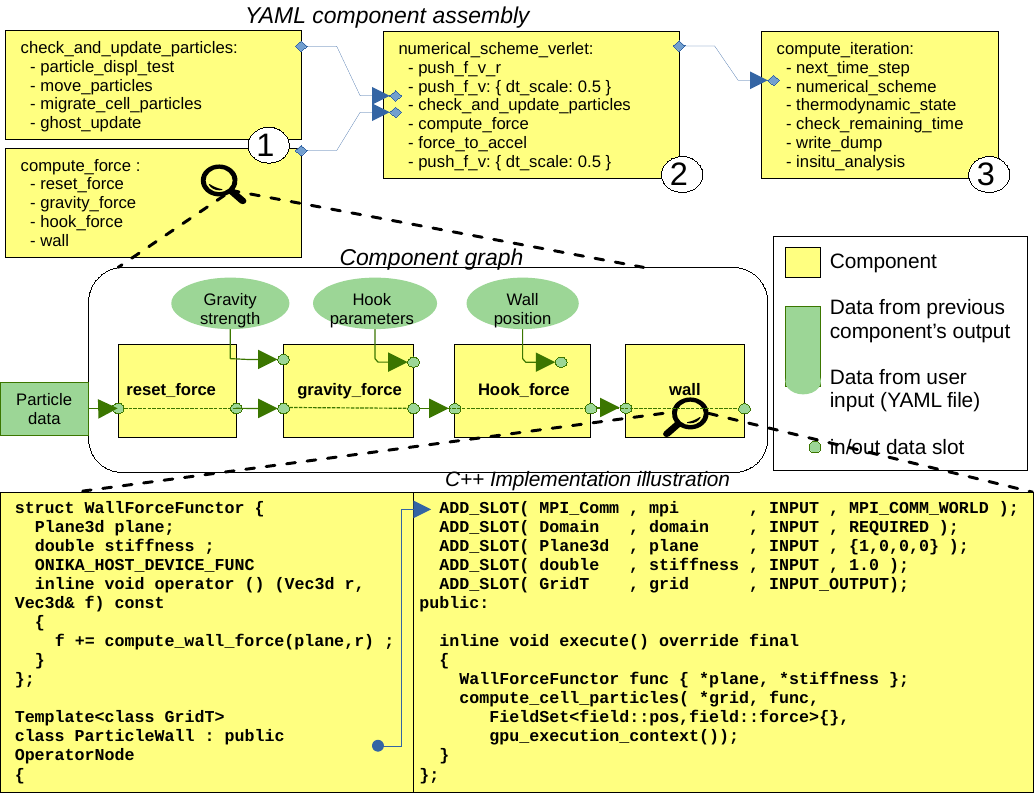 YAML component assembly
check_and_update_particles:
- particle_displ_test
- move_particles
- migrate_cell_particles
- ghost_update
1
compute_force :
- reset_force
- gravity_force
- hook_force
- wall
numerical_scheme_verlet:
- push_f_v_r
- push_f_v: { dt_scale: 0.5 }
- check_and_update_particles
- compute_force
- force_to_accel
- push_f_v: { dt_scale: 0.5 }
2
compute_iteration:
- next_time_step
- numerical_scheme
- thermodynamic_state
- check_remaining_time
- write_dump
- insitu_analysis
3
Component graph
Gravity
strength
Hook
parameters
Wall
position
Particle
data
reset_force
gravity_force
Hook_force
wall
Component
Data from previous
component's output
Data from user
input (YAML file)
in/out data slot
C++ Implementation illustration
struct WallForceFunctor {
Plane3d plane;
double stiffness ;
ONIKA_HOST_DEVICE_FUNC
inline void operator () (Vec3d r,
Vec3d& f) const
{
f += compute_wall_force(plane,r) ;
}
};
Template<class GridT>
class ParticleWall : public
OperatorNode
{
ADD_SLOT( MPI_Comm , mpi , INPUT , MPI_COMM_WORLD );
ADD_SLOT( Domain , domain , INPUT , REQUIRED );
ADD_SLOT( Plane3d , plane , INPUT , {1,0,0,0} );
ADD_SLOT( double , stiffness , INPUT , 1.0 );
ADD_SLOT( GridT , grid , INPUT_OUTPUT);
public:
inline void execute() override final
{
WallForceFunctor func { *plane, *stiffness };
compute_cell_particles( *grid, func,
FieldSet<field::pos,field::force>{},
gpu_execution_context());
}
};